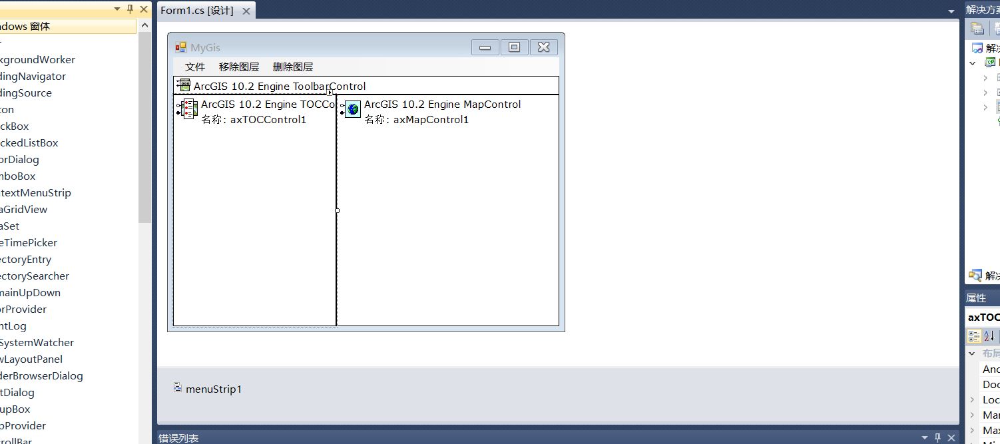 Form1.cs [设计]
解决方案
ndows 窗体
kgroundWorker
dingNavigator
dingSource
ton
ckBox
ckedListBox
orDialog
mboBox
textMenuStrip
aGridView
aSet
eTimePicker
ectoryEntry
ectorySearcher
mainUpDown
orProvider
ntLog
SystemWatcher
wLayoutPanel
derBrowserDialog
tDialog
upBox
pProvider
rollBar
MyGis
文件 移除图层 删除图层
ArcGIS 10.2 Engine ToolbarControl
ArcGIS 10.2 Engine TOCCo
名称: axTOCControl1
ArcGIS 10.2 Engine MapControl
名称: axMapControl1
menuStrip1
错误列表
解决
解决
属性
axTOC
布局
Anc
Doc
Loc
Mar
Max